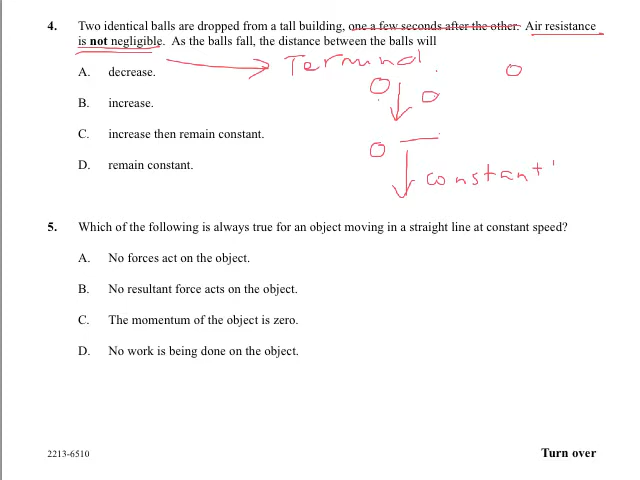 4. Two identical balls are dropped from a tall building, one a few seconds after the other. Air resistance
is not negligible. As the balls fall, the distance between the balls will
Terminal
A. decrease.
B. increase.
C. increase then remain constant.
D. remain constant.
constant
5. Which of the following is always true for an object moving in a straight line at constant speed?
A. No forces act on the object.
B. No resultant force acts on the object.
C. The momentum of the object is zero.
D. No work is being done on the object.
2213-6510 Turn over